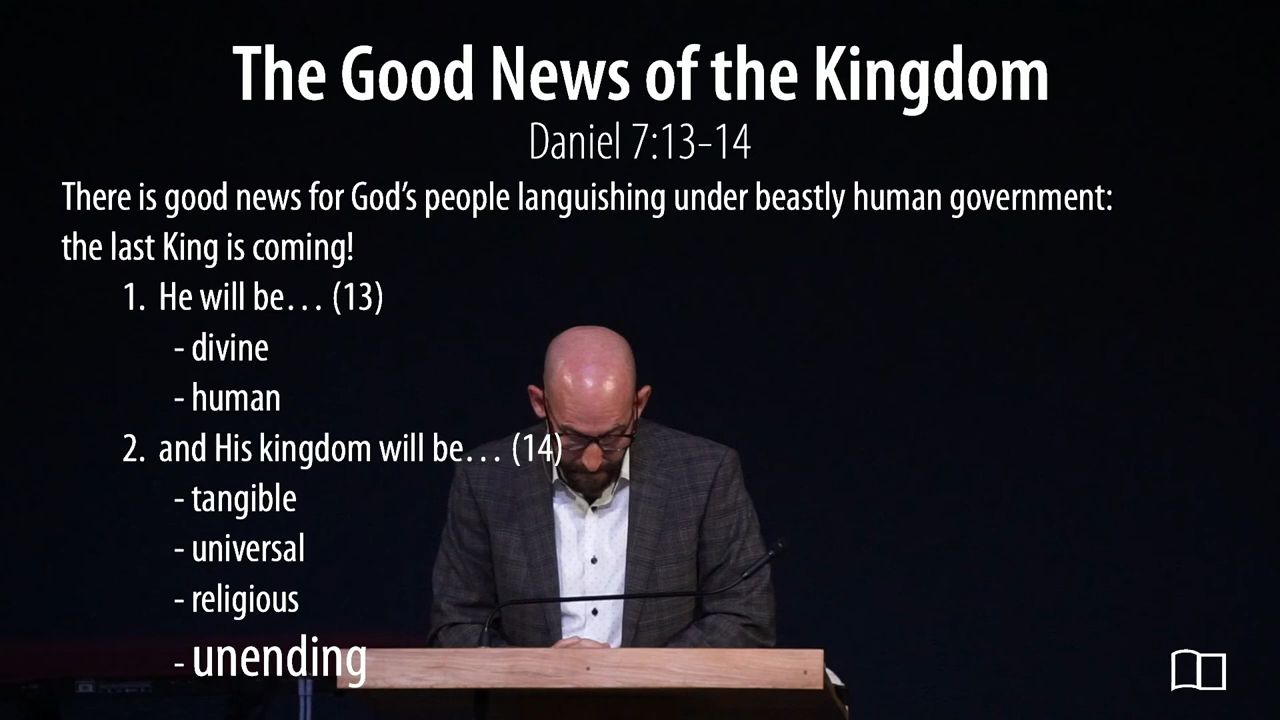 The Good News of the Kingdom
Daniel 7:13-14
There is good news for God's people languishing under beastly human government:
the last King is coming!
1. He will be… (13)
- divine
- human
2. and His kingdom will be… (14)
- tangible
- universal
- religious
- unending